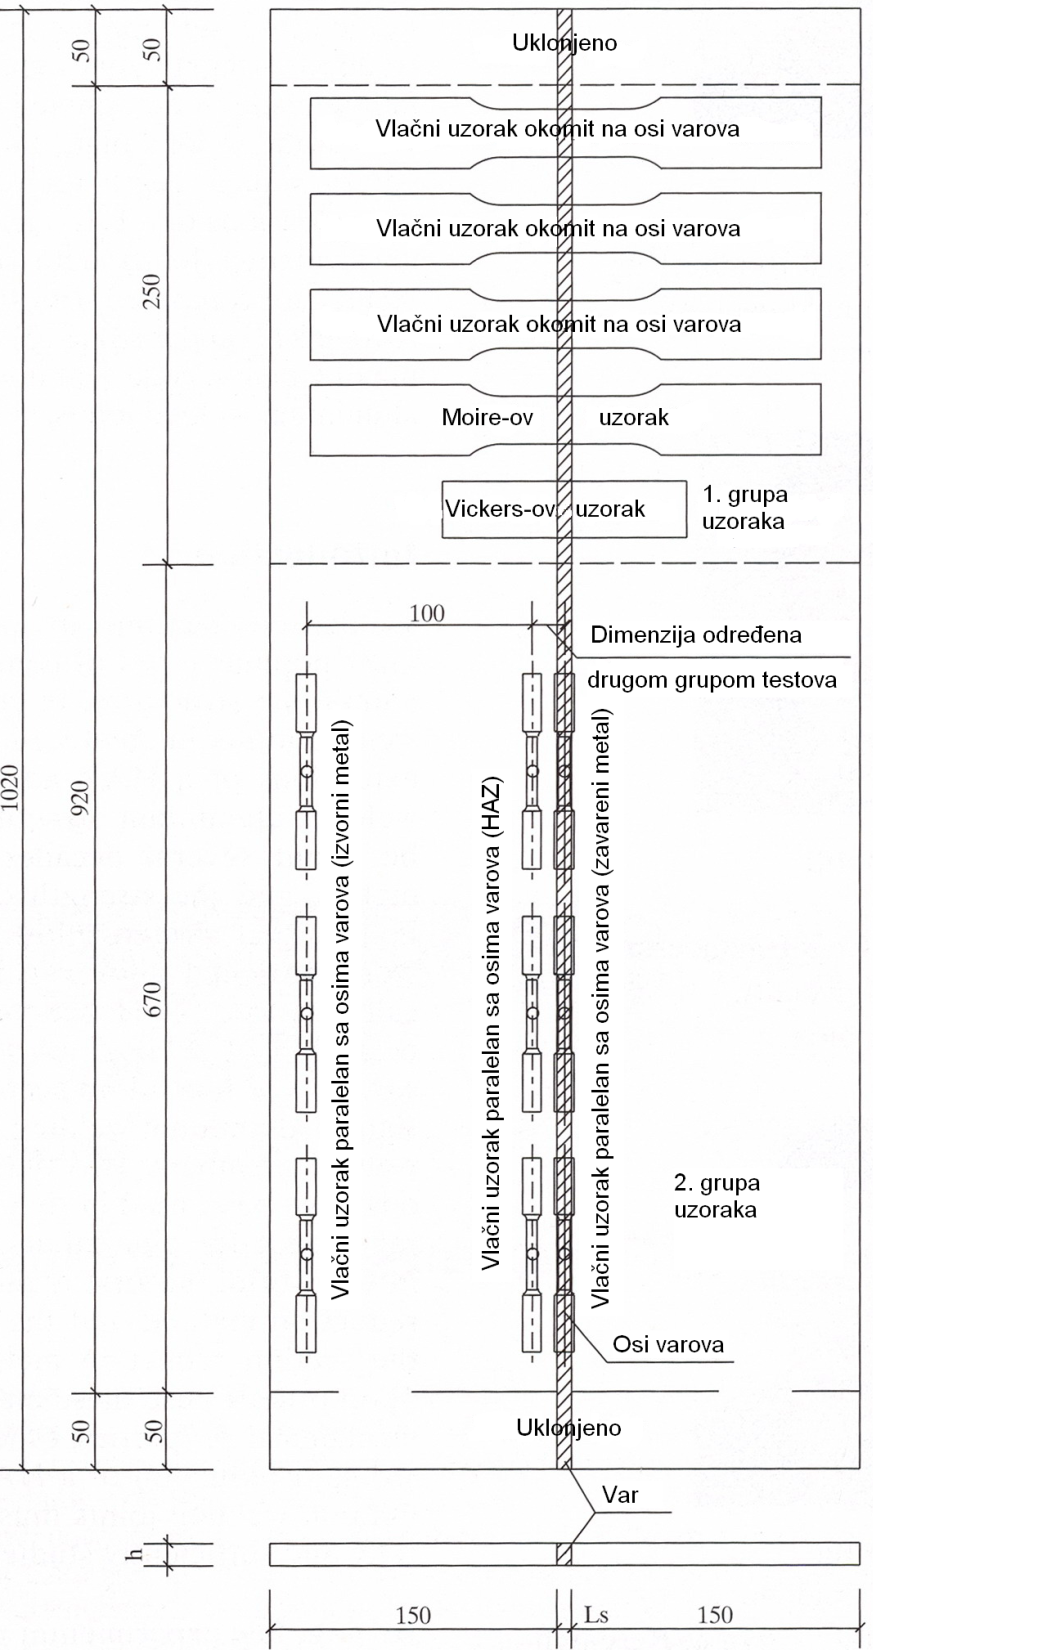 50
50
Uklonjeno
Vlačni uzorak okomit na osi varova
Vlačni uzorak okomit na osi varova
250
Vlačni uzorak okomit na osi varova
Moire-ov uzorak
Vickers-ov uzorak
1. grupa
uzoraka
100
Dimenzija određena
drugom grupom testova
1020
920
670
Vlačni uzorak paralelan sa osima varova (izvorni metal)
Vlačni uzorak paralelan sa osima varova (HAZ)
Vlačni uzorak paralelan sa osima varova (zavareni metal)
2. grupa
uzoraka
Osi varova
50
50
Uklonjeno
Var
h
150
Ls
150